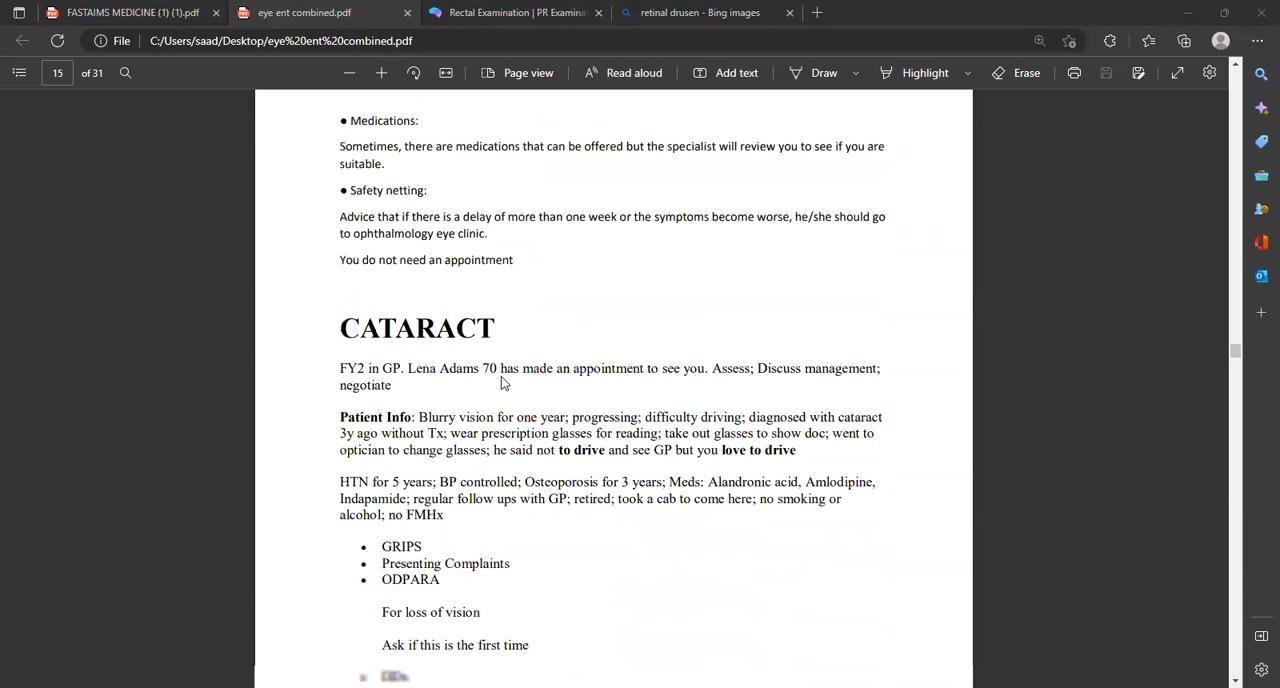 FASTAIMS MEDICINE (1) (1).pdf
eye ent combined.pdf
Rectal Examination | PR Examina
retinal drusen - Bing images
File
C:/Users/saad/Desktop/eye%20ent%20combined.pdf
15 of 31
Page view
Read aloud
Add text
Draw
Highlight
Erase
• Medications:
Sometimes, there are medications that can be offered but the specialist will review you to see if you are
suitable.
• Safety netting:
Advice that if there is a delay of more than one week or the symptoms become worse, he/she should go
to ophthalmology eye clinic.
You do not need an appointment
CATARACT
FY2 in GP. Lena Adams 70 has made an appointment to see you. Assess; Discuss management;
negotiate
Patient Info: Blurry vision for one year; progressing; difficulty driving; diagnosed with cataract
3y ago without Tx; wear prescription glasses for reading; take out glasses to show doc; went to
optician to change glasses; he said not to drive and see GP but you love to drive
HTN for 5 years; BP controlled; Osteoporosis for 3 years; Meds: Alandronic acid, Amlodipine,
Indapamide; regular follow ups with GP; retired; took a cab to come here; no smoking or
alcohol; no FMHx
• GRIPS
• Presenting Complaints
• ODPARA
For loss of vision
Ask if this is the first time